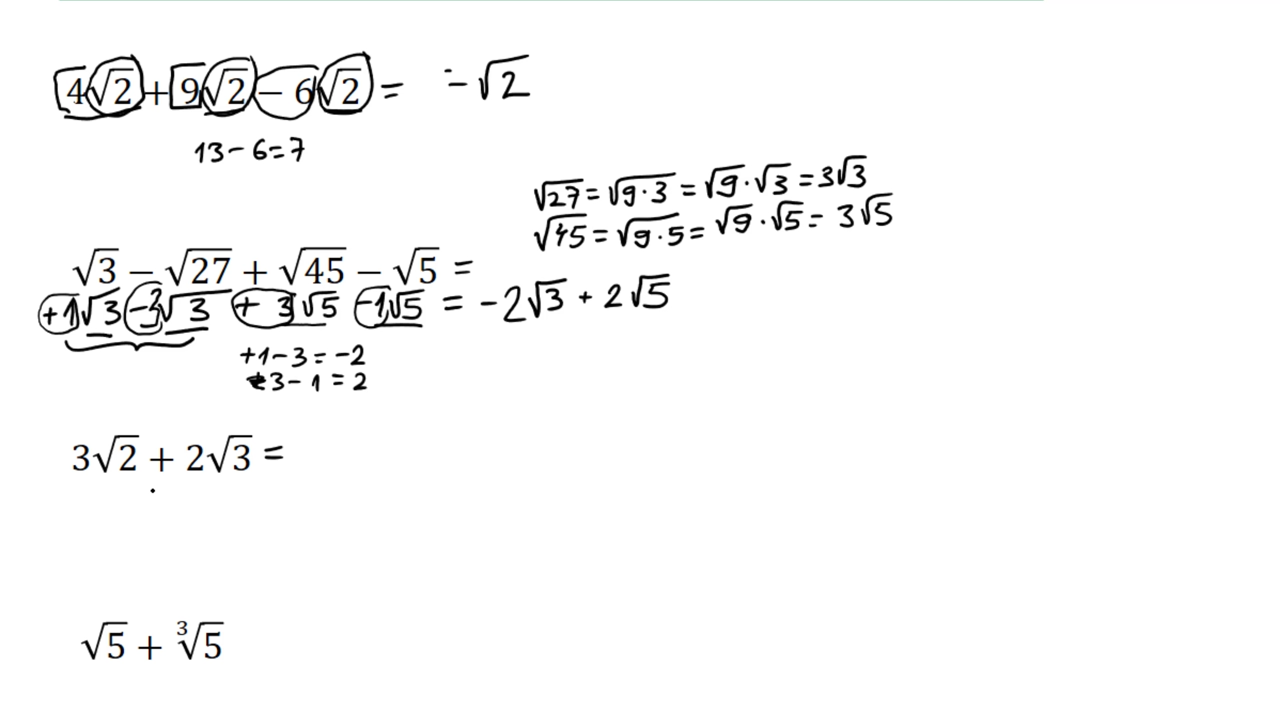 4√2 + 9√2 − 6√2 = −√2
13 − 6 = 7
√27 = √9·3 = √9 · √3 = 3√3
√45 = √9·5 = √9 · √5 = 3√5
√3 − √27 + √45 − √5 =
+1√3 −3√3 + 3√5 −1√5 = −2√3 + 2√5
+1 − 3 = −2
3 − 1 = 2
3√2 + 2√3 =
√5 + ∛5